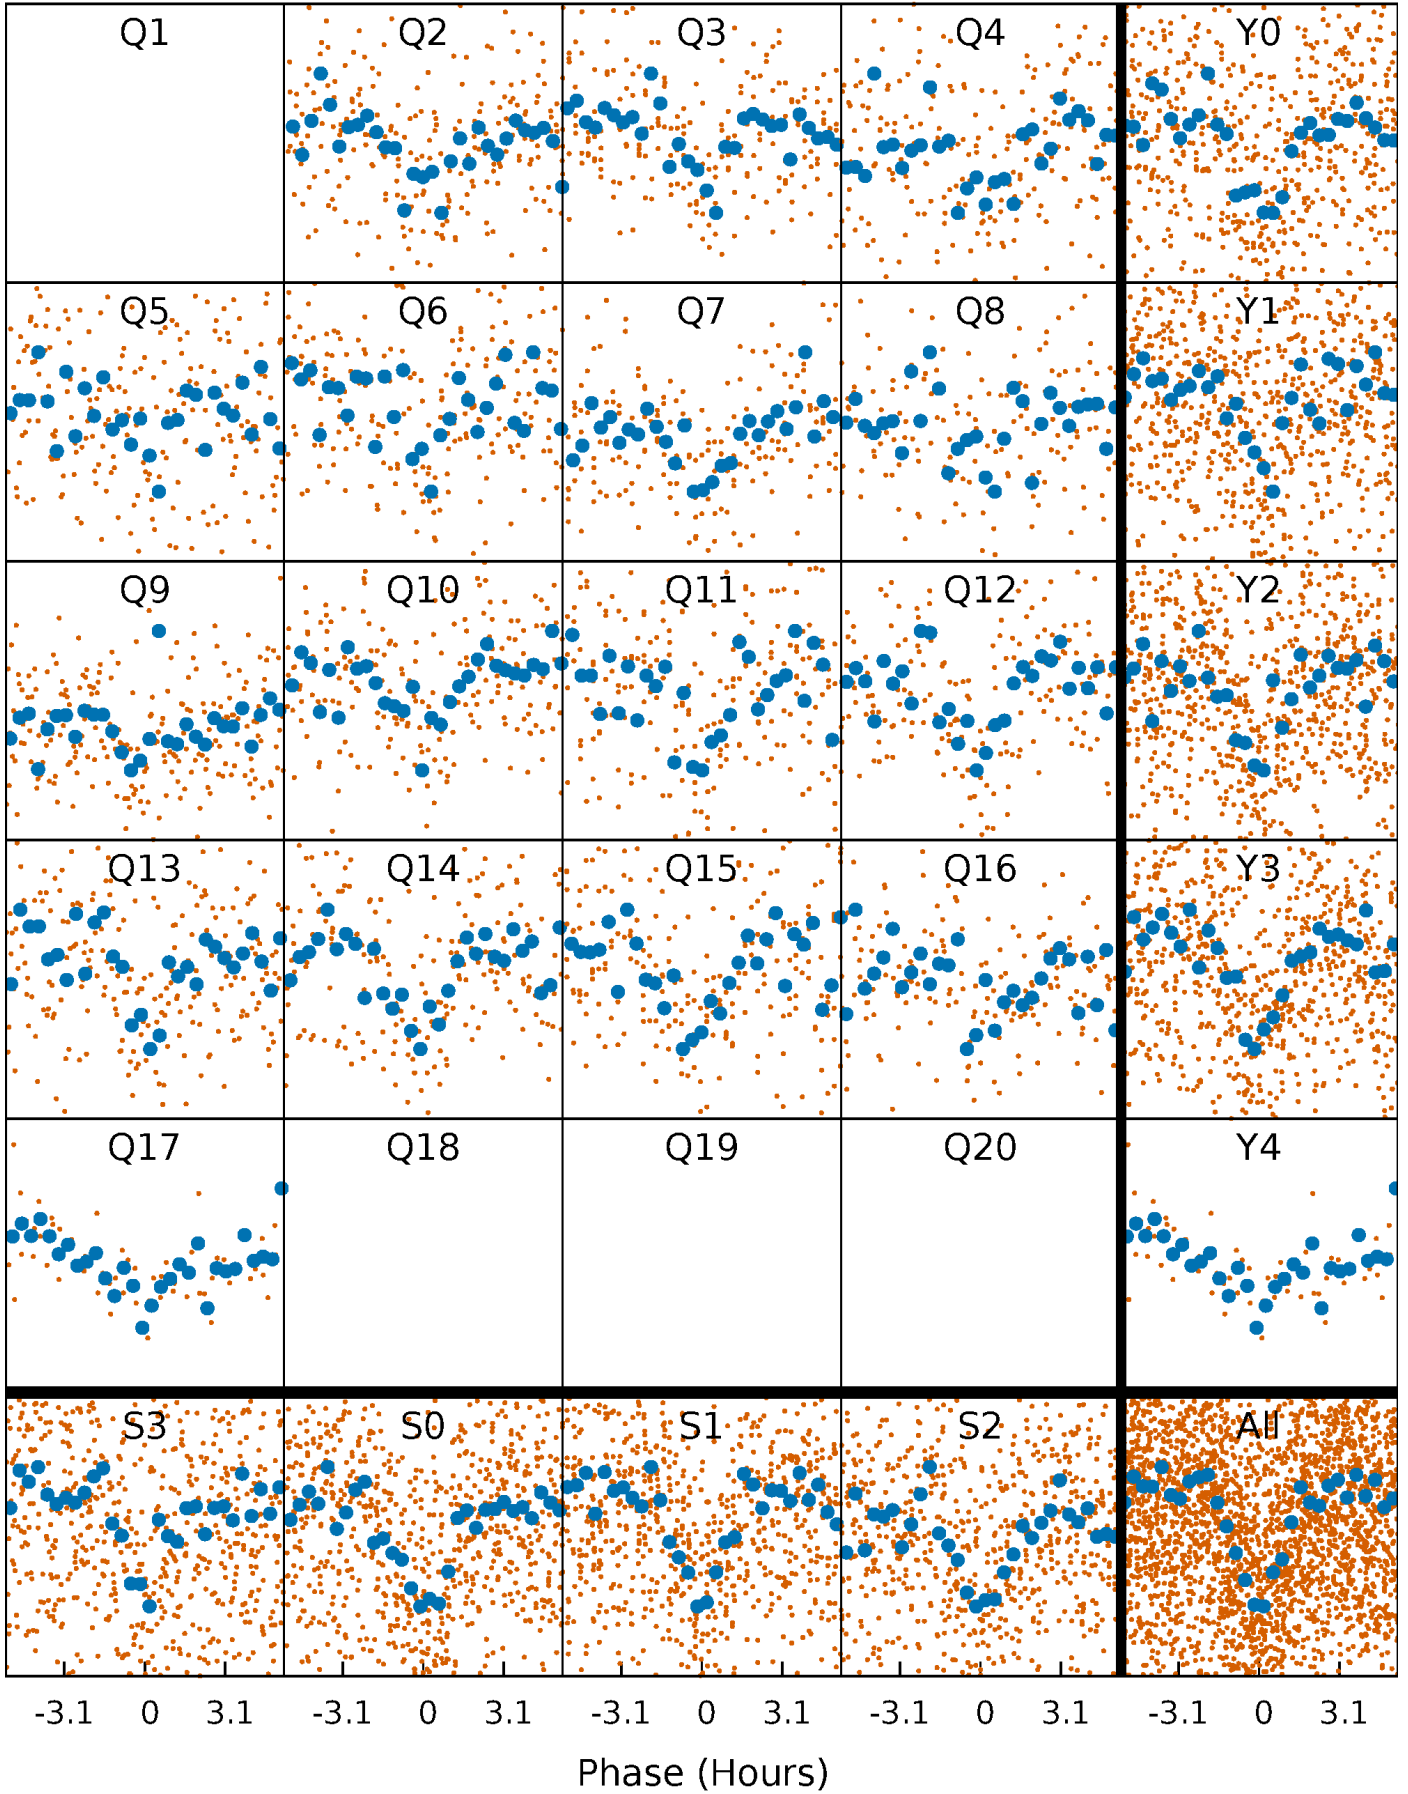 Q1 Q2 Q3 Q4 Y0
Q5 Q6 Q7 Q8 Y1
Q9 Q10 Q11 Q12 Y2
Q13 Q14 Q15 Q16 Y3
Q17 Q18 Q19 Q20 Y4
S3 S0 S1 S2 All
-3.1 0 3.1 -3.1 0 3.1 -3.1 0 3.1 -3.1 0 3.1 -3.1 0 3.1
Phase (Hours)